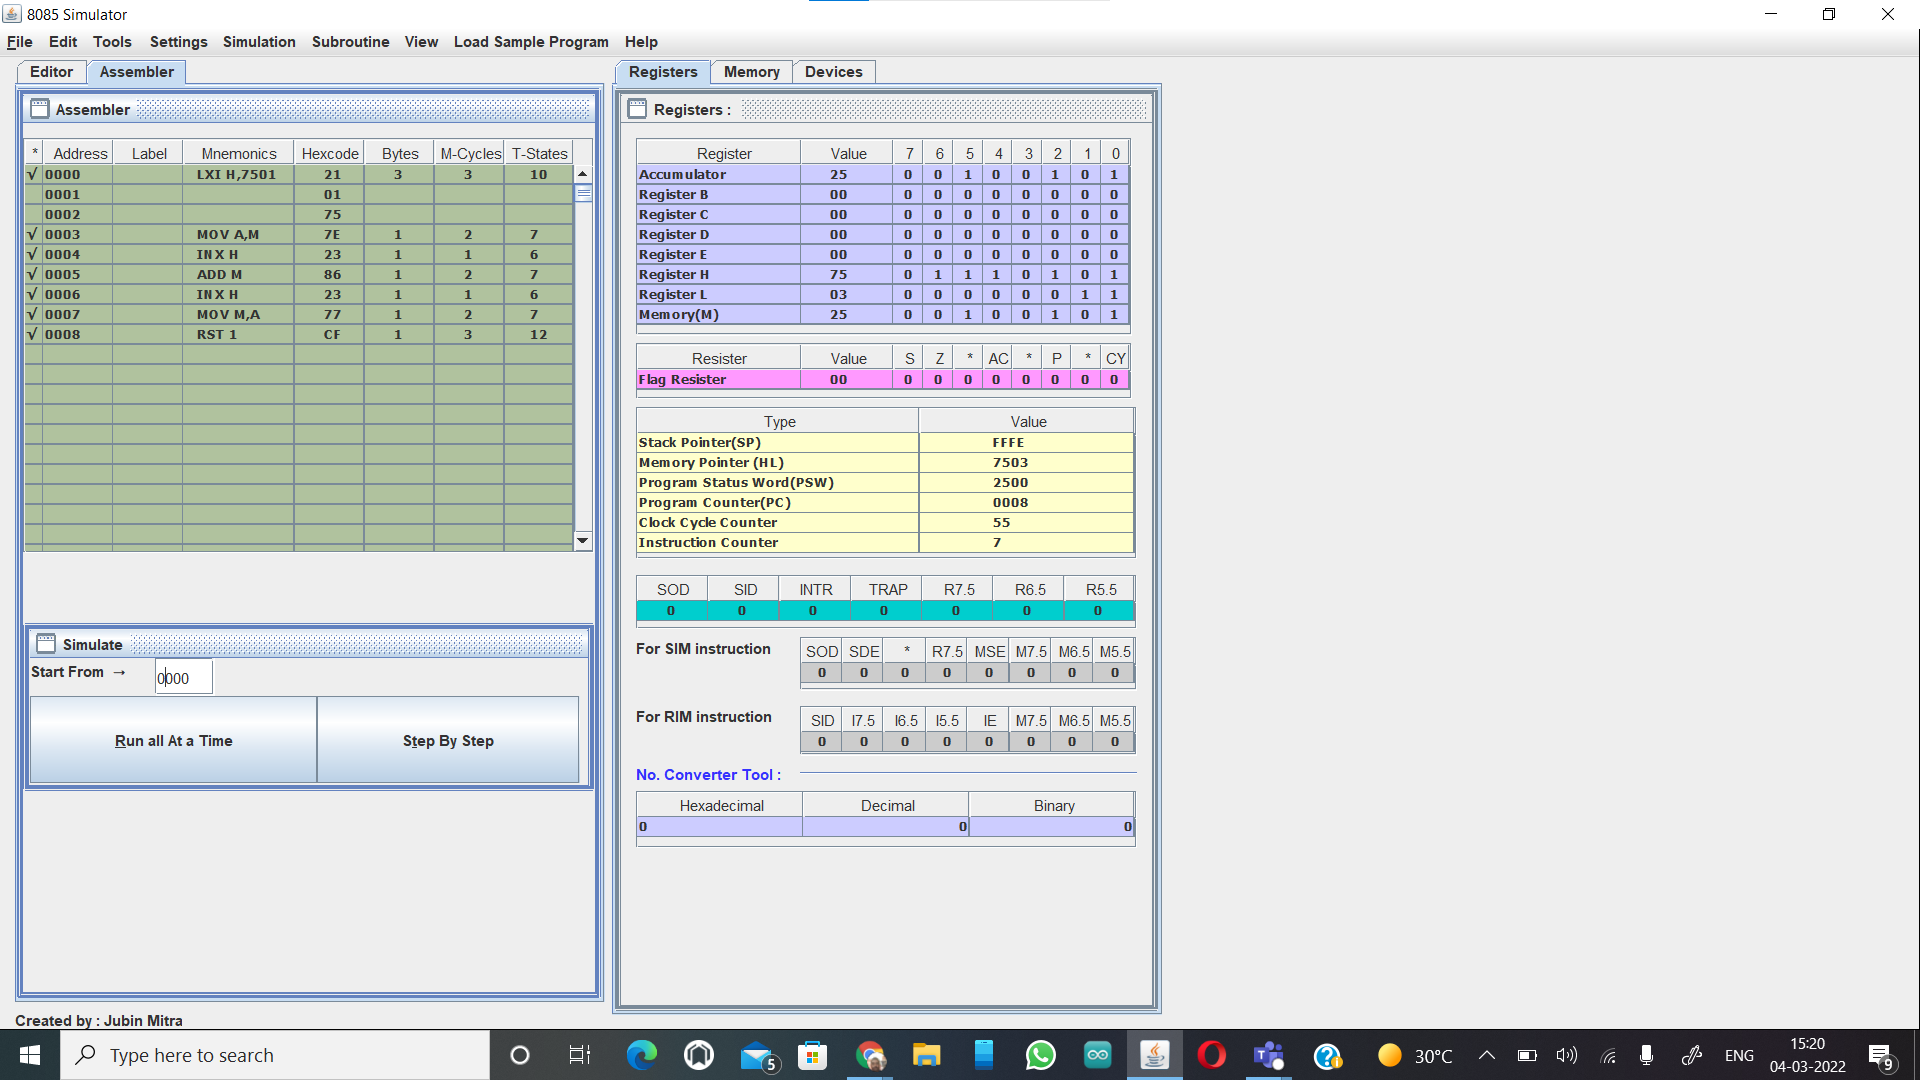 8085 Simulator
File Edit Tools Settings Simulation Subroutine View Load Sample Program Help
Editor Assembler
Assembler
* Address Label Mnemonics Hexcode Bytes M-Cycles T-States
√ 0000 LXI H,7501 21 3 3 10
0001 01
0002 75
√ 0003 MOV A,M 7E 1 2 7
√ 0004 INX H 23 1 1 6
√ 0005 ADD M 86 1 2 7
√ 0006 INX H 23 1 1 6
√ 0007 MOV M,A 77 1 2 7
√ 0008 RST 1 CF 1 3 12
Simulate
Start From → 0000
Run all At a Time Step By Step
Created by : Jubin Mitra
Registers Memory Devices
Registers :
Register Value 7 6 5 4 3 2 1 0
Accumulator 25 0 0 1 0 0 1 0 1
Register B 00 0 0 0 0 0 0 0 0
Register C 00 0 0 0 0 0 0 0 0
Register D 00 0 0 0 0 0 0 0 0
Register E 00 0 0 0 0 0 0 0 0
Register H 75 0 1 1 1 0 1 0 1
Register L 03 0 0 0 0 0 0 1 1
Memory(M) 25 0 0 1 0 0 1 0 1
Resister Value S Z * AC * P * CY
Flag Resister 00 0 0 0 0 0 0 0 0
Type Value
Stack Pointer(SP) FFFE
Memory Pointer (HL) 7503
Program Status Word(PSW) 2500
Program Counter(PC) 0008
Clock Cycle Counter 55
Instruction Counter 7
SOD SID INTR TRAP R7.5 R6.5 R5.5
0 0 0 0 0 0 0
For SIM instruction
SOD SDE * R7.5 MSE M7.5 M6.5 M5.5
0 0 0 0 0 0 0 0
For RIM instruction
SID I7.5 I6.5 I5.5 IE M7.5 M6.5 M5.5
0 0 0 0 0 0 0 0
No. Converter Tool :
Hexadecimal Decimal Binary
0 0 0
Type here to search
5
30°C
ENG
15:20
04-03-2022
9